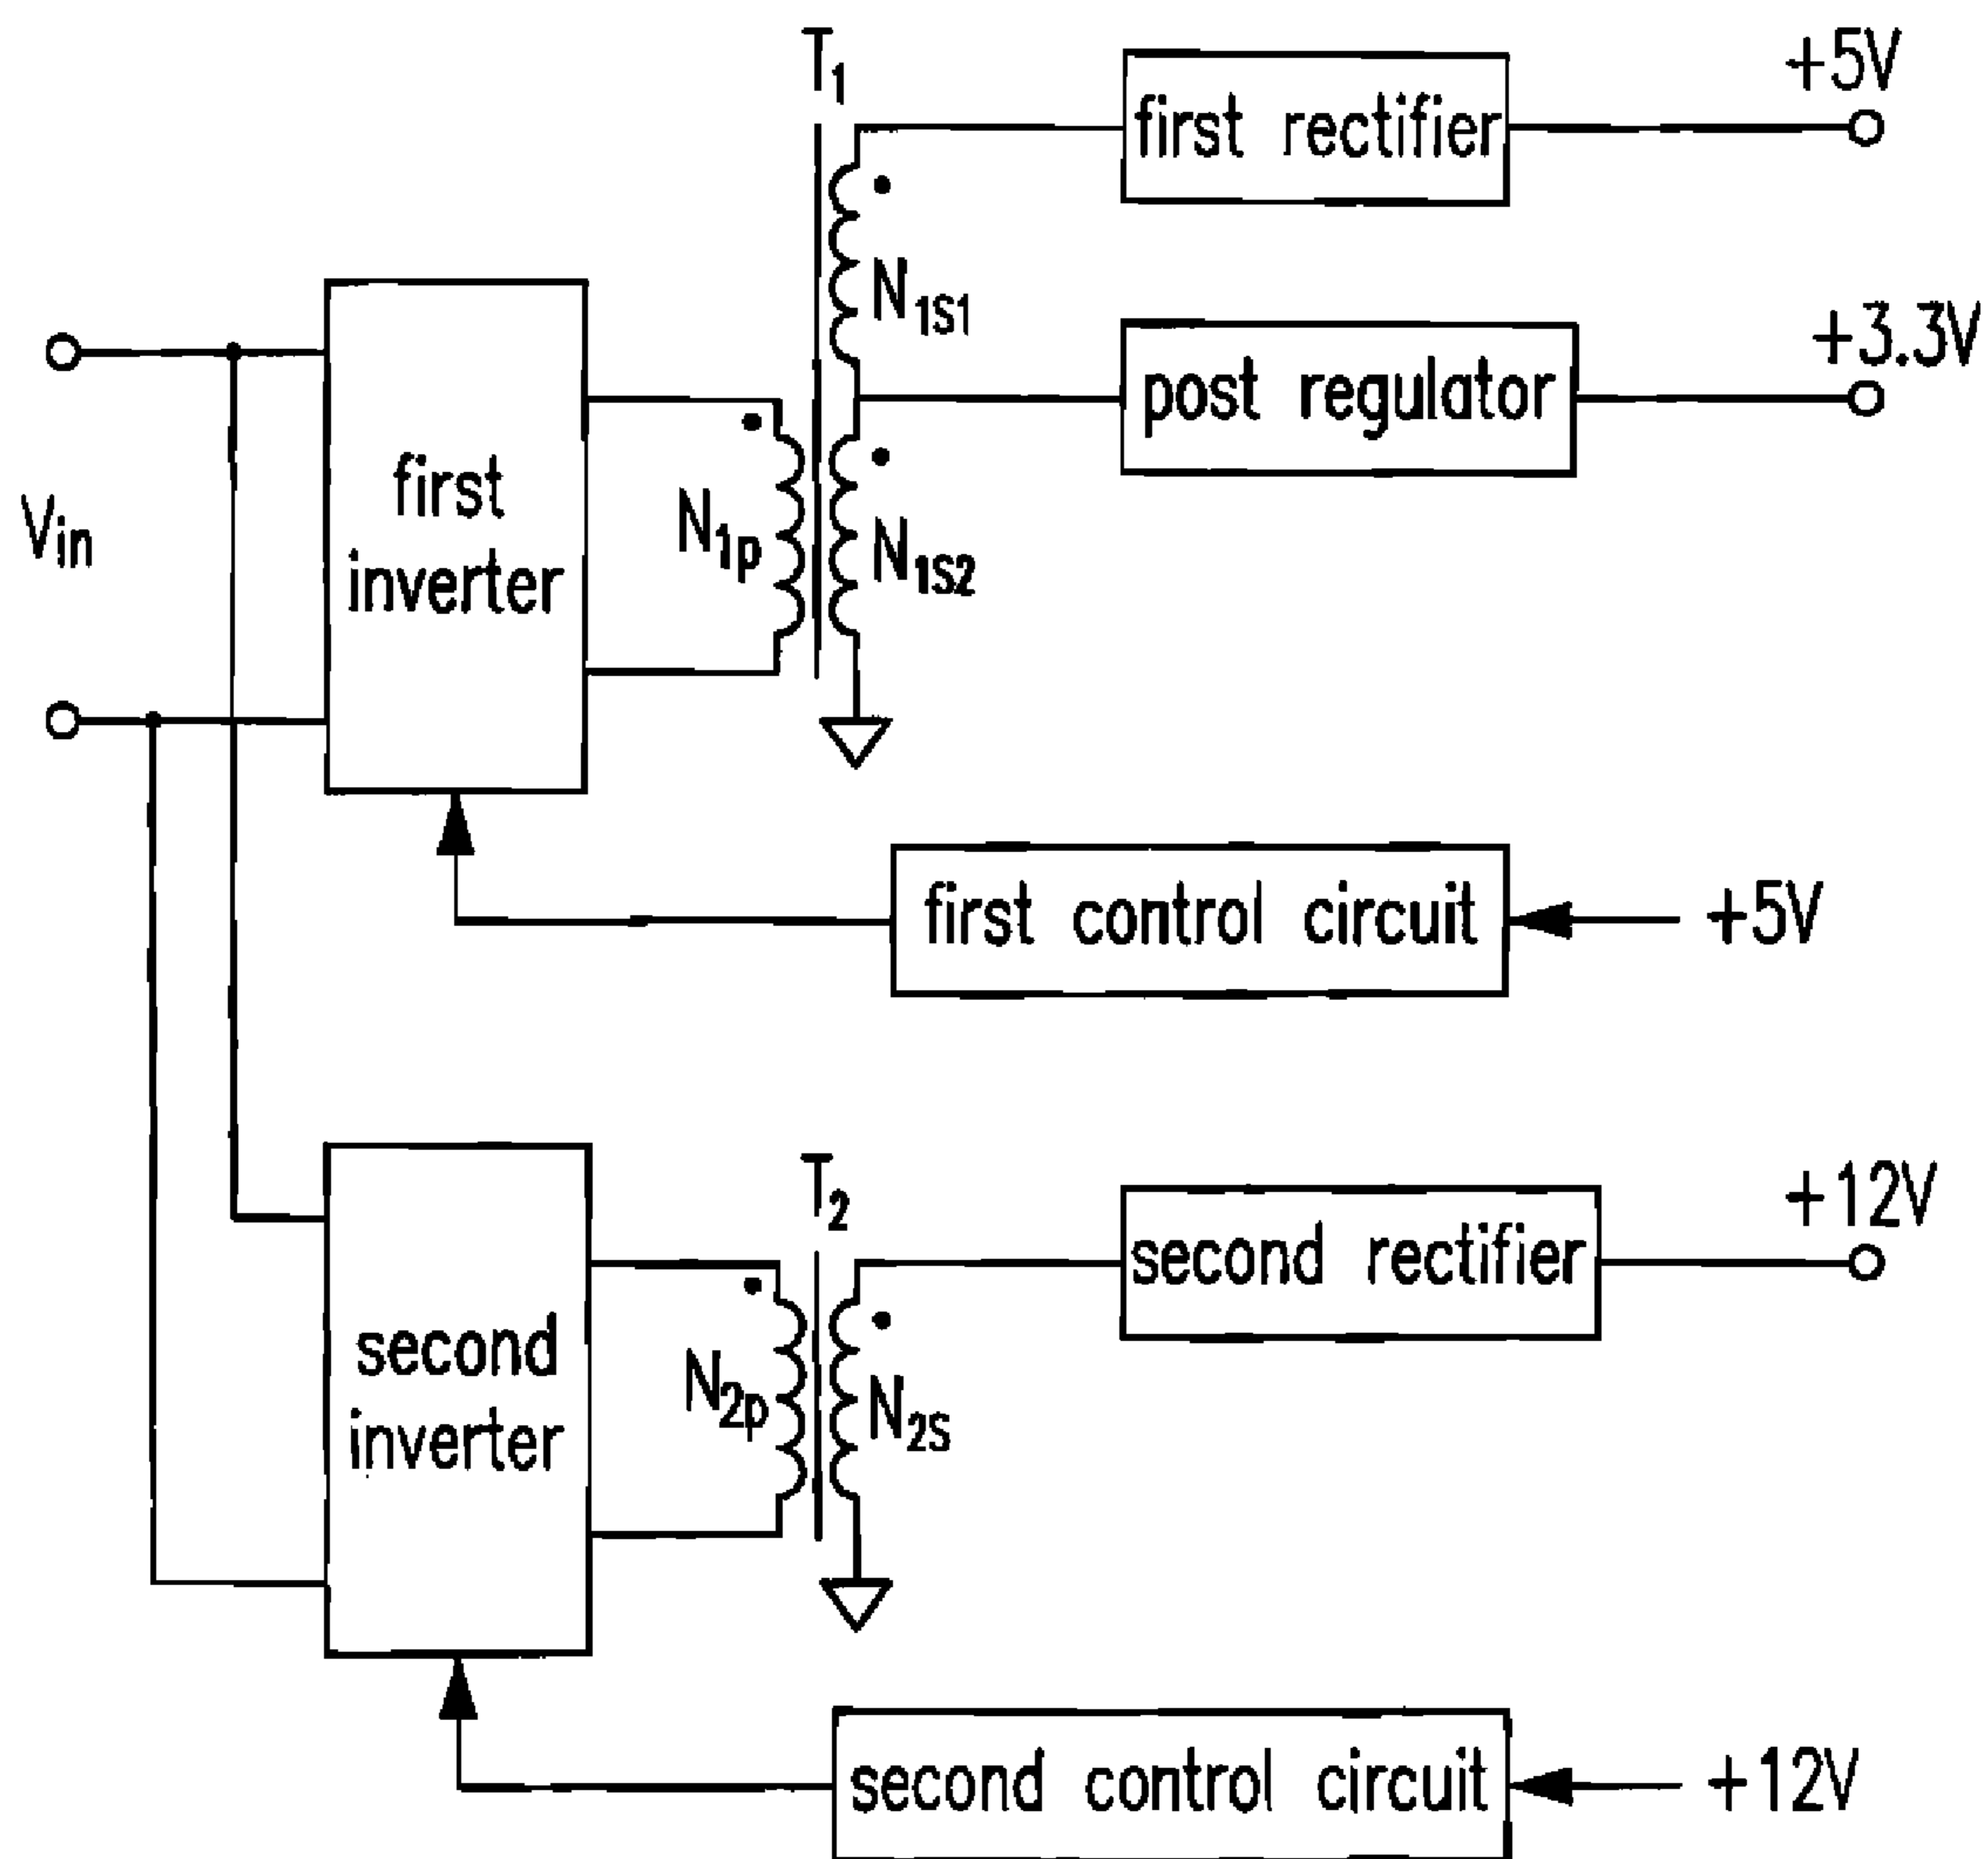 T1
first rectifier
+5V
N1S1
post regulator
+3.3V
Vin
first
inverter
N1p
N1S2
first control circuit
+5V
T2
second rectifier
+12V
second
inverter
N2p
N2S
second control circuit
+12V